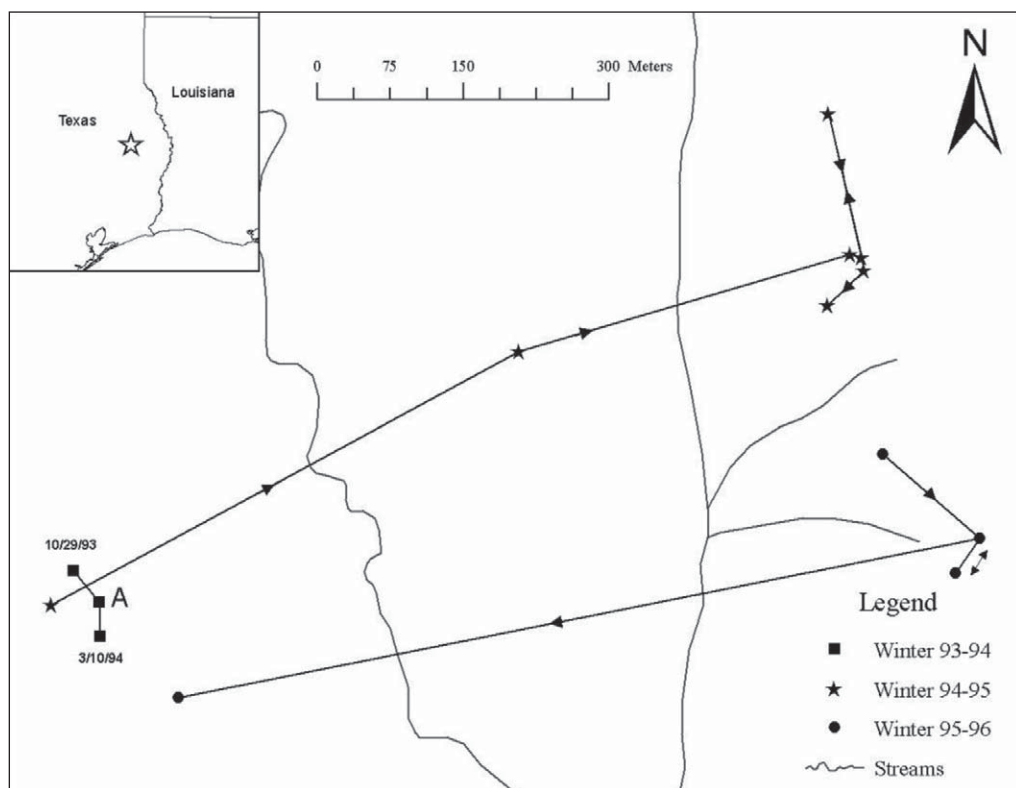 Louisiana
Texas
0 75 150 300 Meters
N
10/29/93
A
3/10/94
Legend
Winter 93-94
Winter 94-95
Winter 95-96
Streams